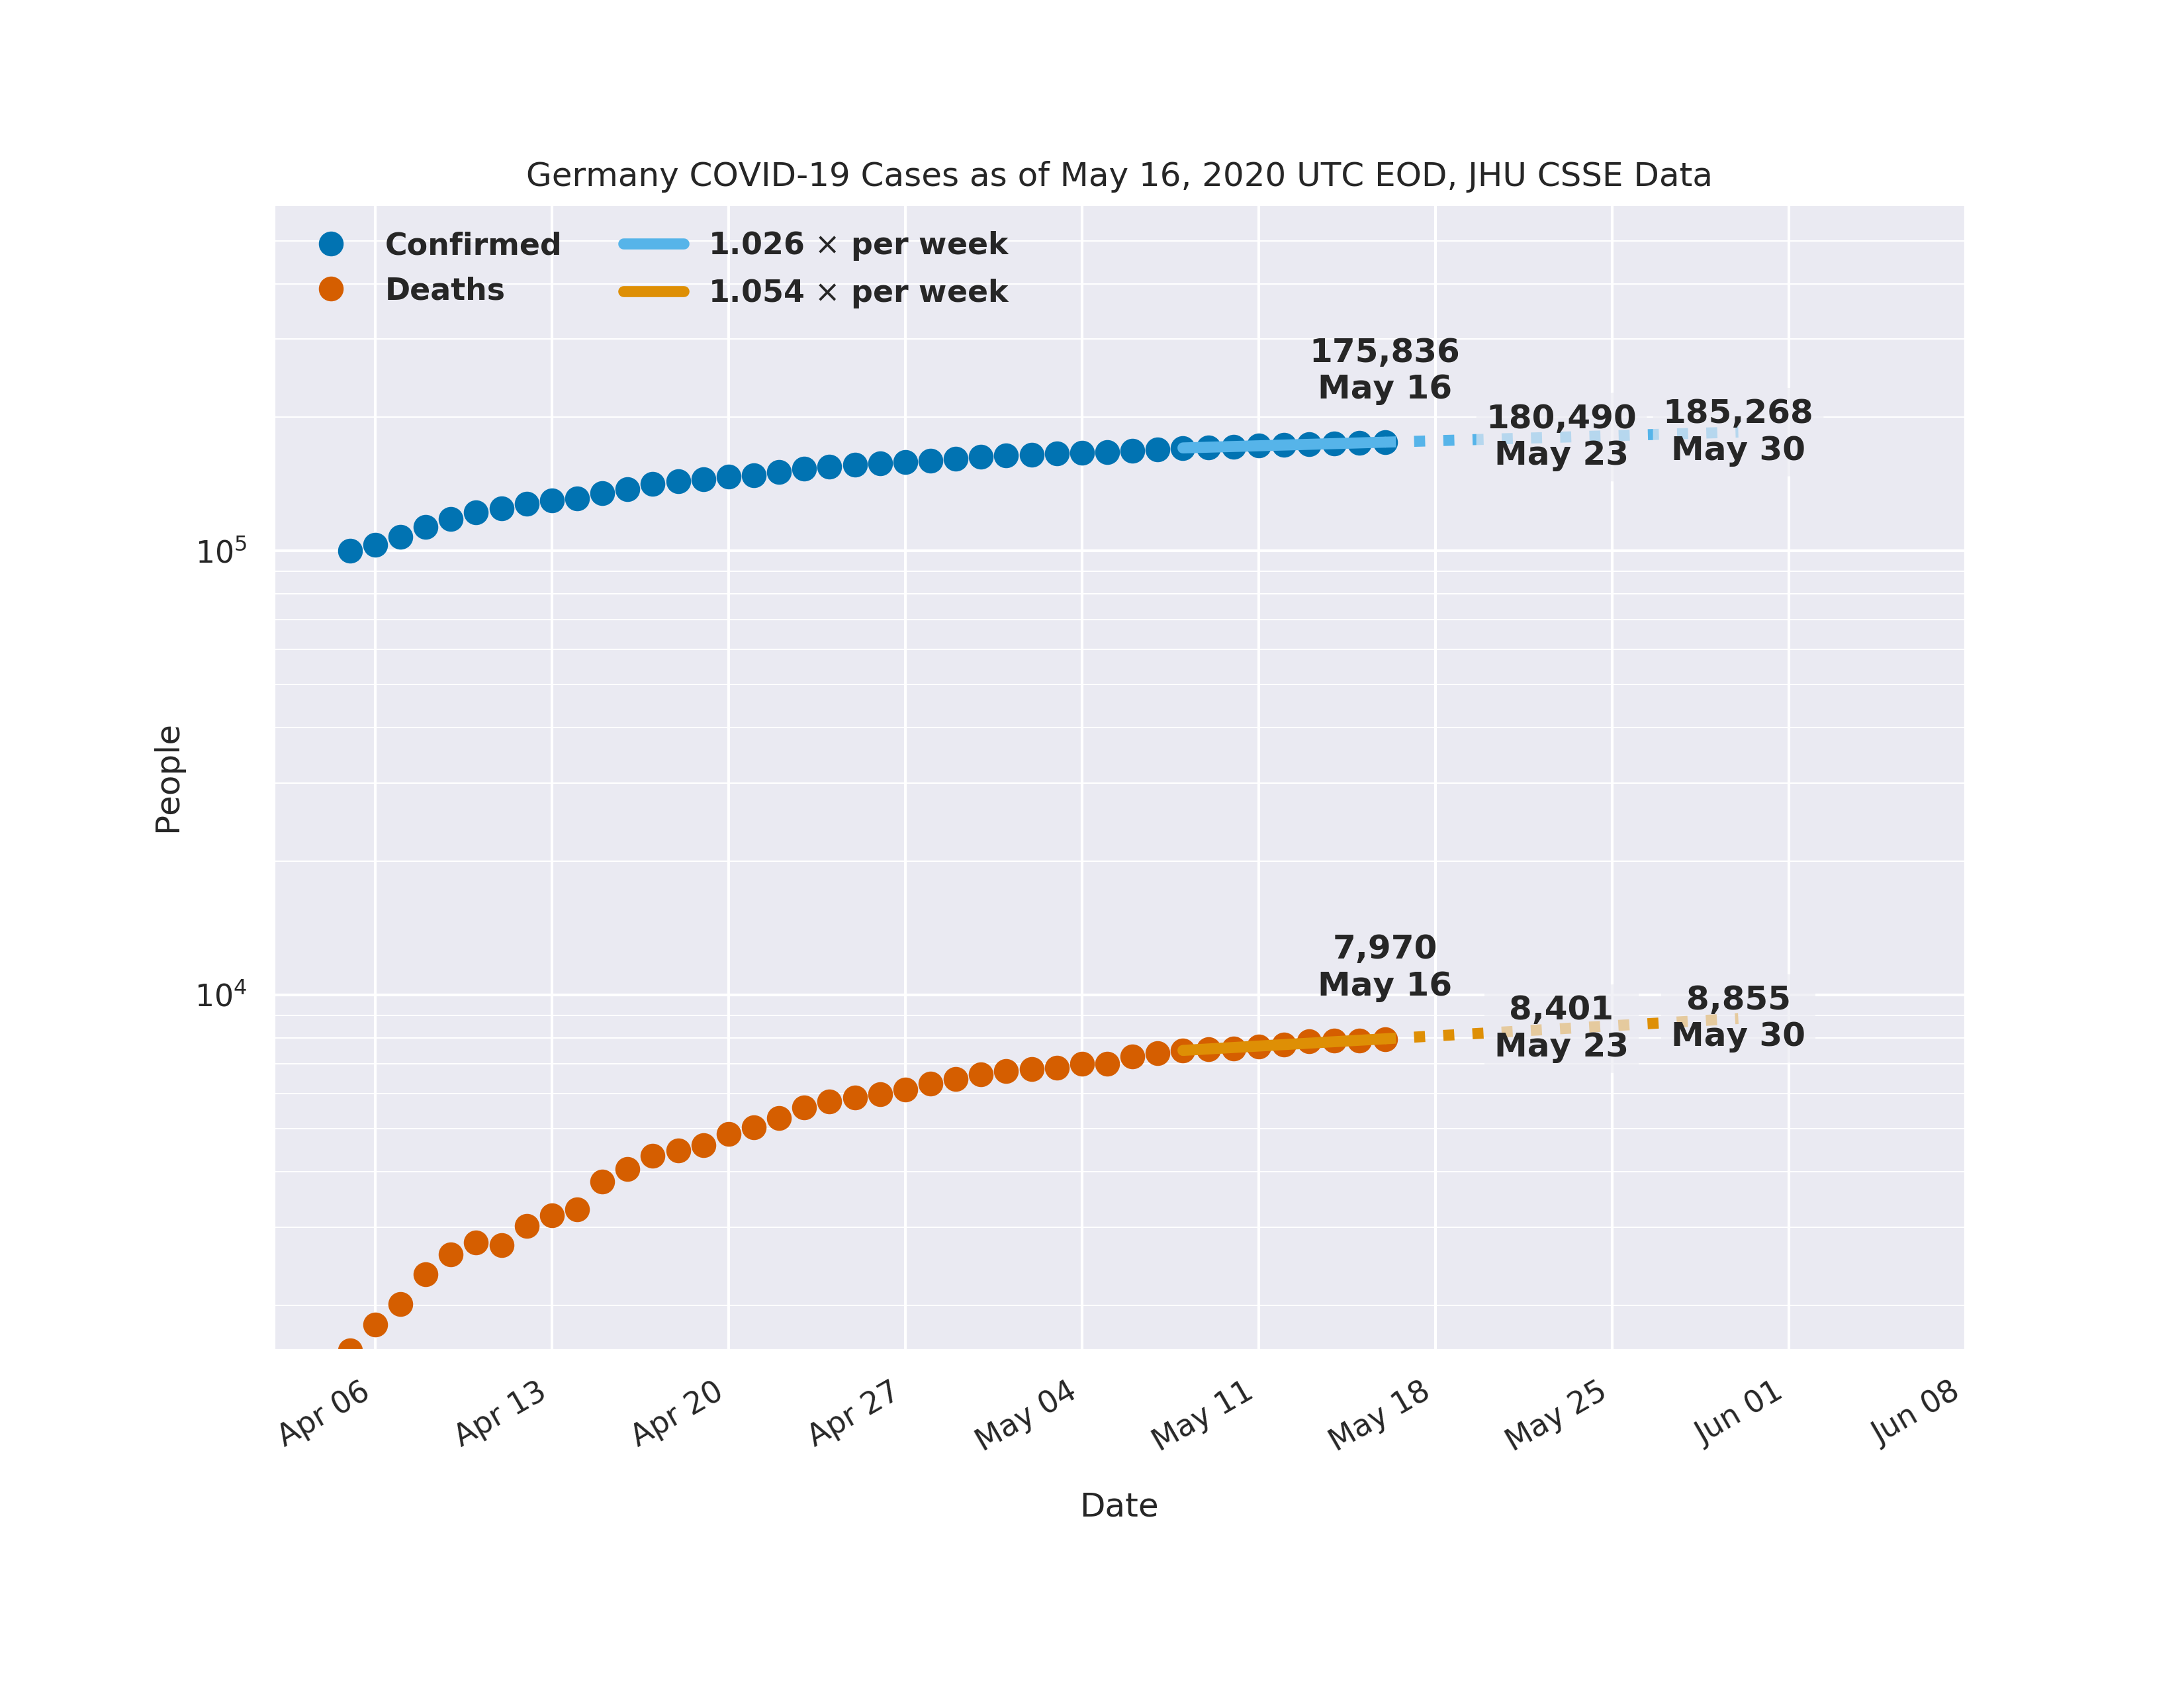 Germany COVID-19 Cases as of May 16, 2020 UTC EOD, JHU CSSE Data
Confirmed
Deaths
1.026 × per week
1.054 × per week
175,836
May 16
180,490
May 23
185,268
May 30
10⁵
People
7,970
May 16
10⁴
8,401
May 23
8,855
May 30
Apr 06
Apr 13
Apr 20
Apr 27
May 04
May 11
May 18
May 25
Jun 01
Jun 08
Date